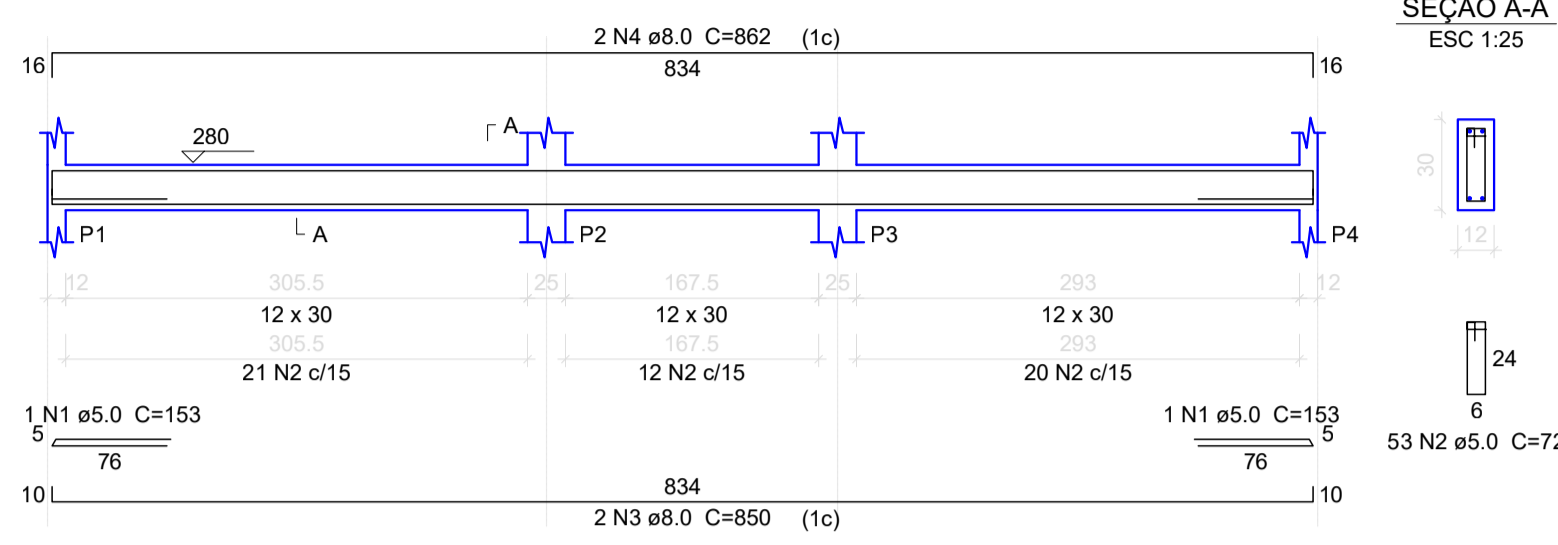 SEÇÃO A-A
ESC 1:25
2 N4 ø8.0 C=862 (1c)
16
834
16
A
280
A
P1
P2
P3
P4
30
12
12
305.5
25
167.5
25
293
12
12 x 30
12 x 30
12 x 30
305.5
167.5
293
21 N2 c/15
12 N2 c/15
20 N2 c/15
24
6
53 N2 ø5.0 C=72
1 N1 ø5.0 C=153
5
76
1 N1 ø5.0 C=153
5
76
10
834
10
2 N3 ø8.0 C=850 (1c)